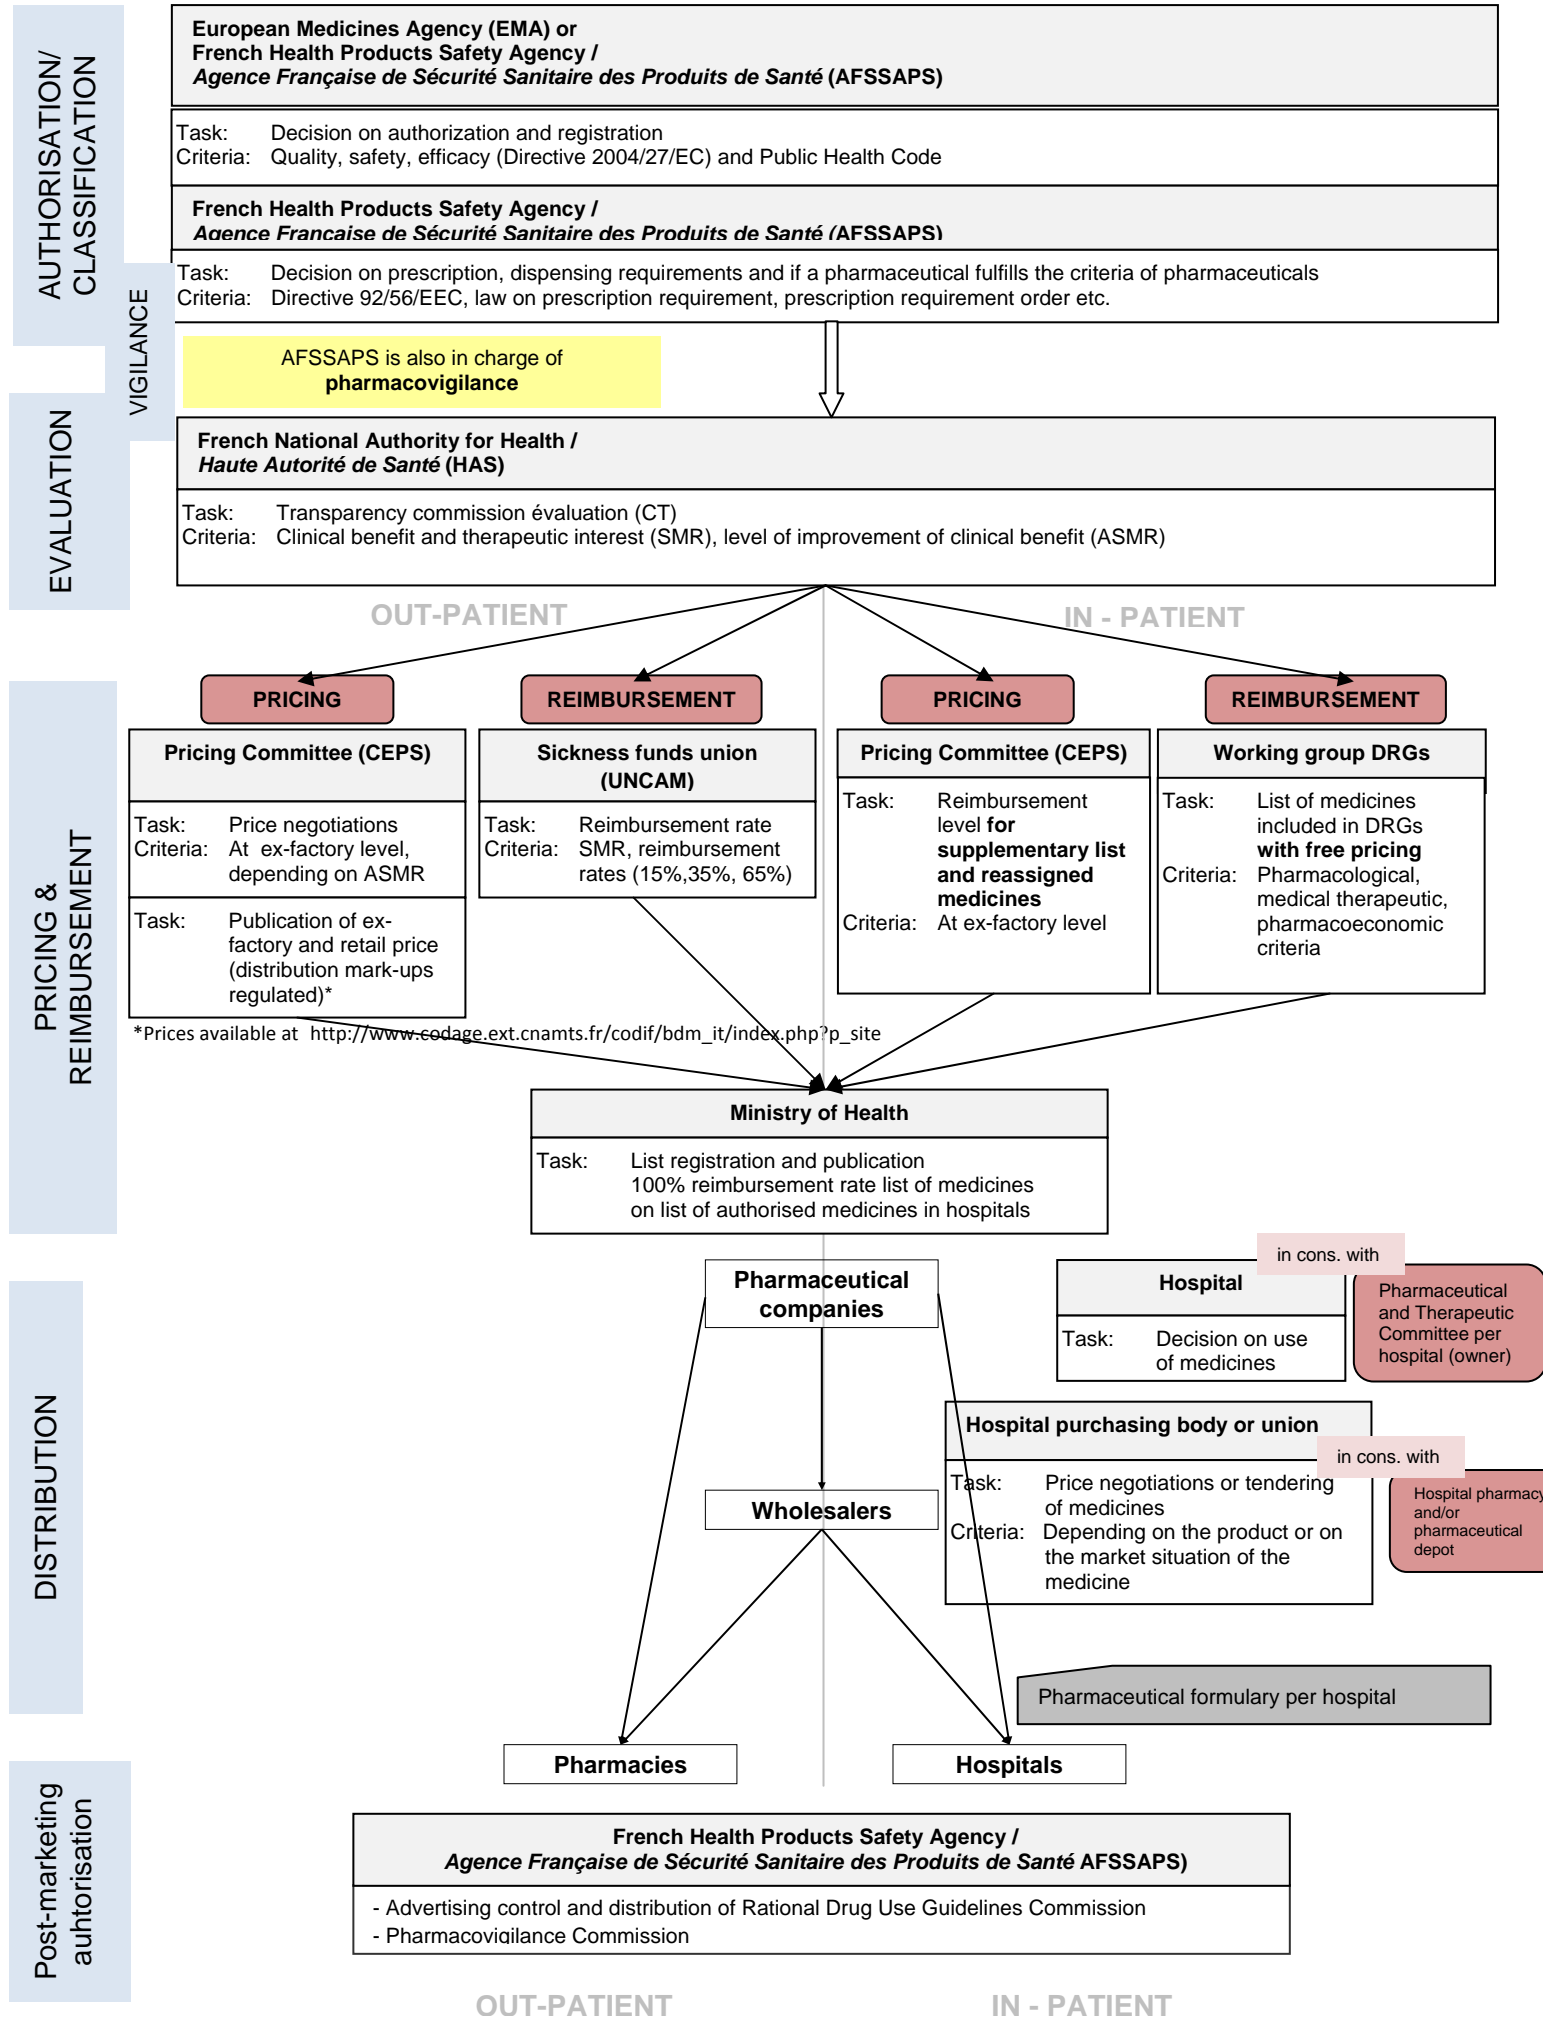 AUTHORISATION/
CLASSIFICATION
European Medicines Agency (EMA) or
French Health Products Safety Agency /
Agence Française de Sécurité Sanitaire des Produits de Santé (AFSSAPS)
Task: Decision on authorization and registration
Criteria: Quality, safety, efficacy (Directive 2004/27/EC) and Public Health Code
French Health Products Safety Agency /
Agence Francaise de Sécurité Sanitaire des Produits de Santé (AFSSAPS)
Task: Decision on prescription, dispensing requirements and if a pharmaceutical fulfills the criteria of pharmaceuticals
Criteria: Directive 92/56/EEC, law on prescription requirement, prescription requirement order etc.
VIGILANCE
AFSSAPS is also in charge of
pharmacovigilance
EVALUATION
French National Authority for Health /
Haute Autorité de Santé (HAS)
Task: Transparency commission évaluation (CT)
Criteria: Clinical benefit and therapeutic interest (SMR), level of improvement of clinical benefit (ASMR)
OUT-PATIENT
IN - PATIENT
PRICING &
REIMBURSEMENT
PRICING
Pricing Committee (CEPS)
Task: Price negotiations
Criteria: At ex-factory level,
depending on ASMR
Task: Publication of ex-
factory and retail price
(distribution mark-ups
regulated)*
REIMBURSEMENT
Sickness funds union
(UNCAM)
Task: Reimbursement rate
Criteria: SMR, reimbursement
rates (15%,35%, 65%)
PRICING
Pricing Committee (CEPS)
Task: Reimbursement
level for
supplementary list
and reassigned
medicines
Criteria: At ex-factory level
REIMBURSEMENT
Working group DRGs
Task: List of medicines
included in DRGs
with free pricing
Criteria: Pharmacological,
medical therapeutic,
pharmacoeconomic
criteria
*Prices available at http://www.codage.ext.cnamts.fr/codif/bdm_it/index.php?p_site
Ministry of Health
Task: List registration and publication
100% reimbursement rate list of medicines
on list of authorised medicines in hospitals
DISTRIBUTION
Pharmaceutical
companies
in cons. with
Hospital
Task: Decision on use
of medicines
Pharmaceutical
and Therapeutic
Committee per
hospital (owner)
Hospital purchasing body or union
in cons. with
Task: Price negotiations or tendering
of medicines
Criteria: Depending on the product or on
the market situation of the
medicine
Hospital pharmacy
and/or
pharmaceutical
depot
Wholesalers
Pharmaceutical formulary per hospital
Pharmacies
Hospitals
Post-marketing
auhtorisation
French Health Products Safety Agency /
Agence Française de Sécurité Sanitaire des Produits de Santé AFSSAPS)
- Advertising control and distribution of Rational Drug Use Guidelines Commission
- Pharmacovigilance Commission
OUT-PATIENT
IN - PATIENT